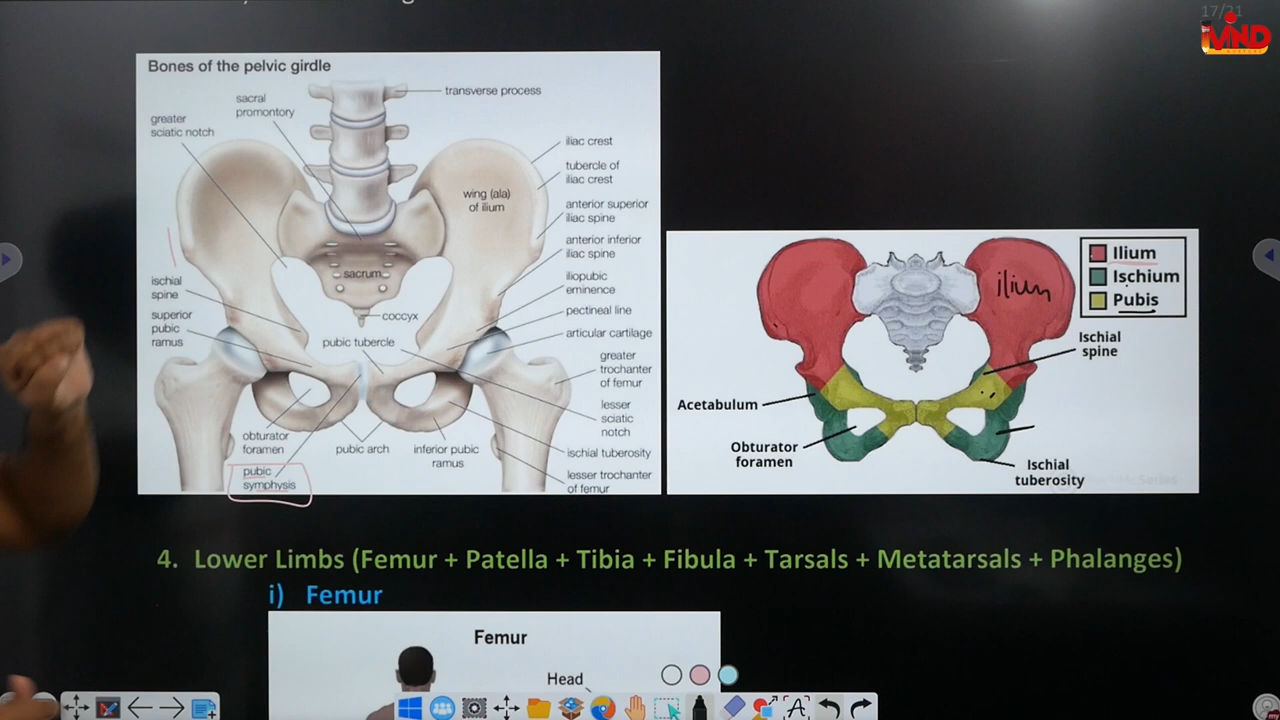 17/21
iMIND
Bones of the pelvic girdle
transverse process
sacral
promontory
greater
sciatic notch
iliac crest
tubercle of
iliac crest
wing (ala)
of ilium
anterior superior
iliac spine
anterior inferior
iliac spine
sacrum
ischial
spine
iliopubic
eminence
coccyx
pectineal line
superior
pubic
ramus
pubic tubercle
articular cartilage
greater
trochanter
of femur
lesser
sciatic
notch
obturator
foramen
pubic arch
inferior pubic
ramus
ischial tuberosity
pubic
symphysis
lesser trochanter
of femur
Ilium
Ischium
Pubis
ilium
Ischial
spine
Acetabulum
Obturator
foramen
Ischial
tuberosity
4. Lower Limbs (Femur + Patella + Tibia + Fibula + Tarsals + Metatarsals + Phalanges)
i) Femur
Femur
Head